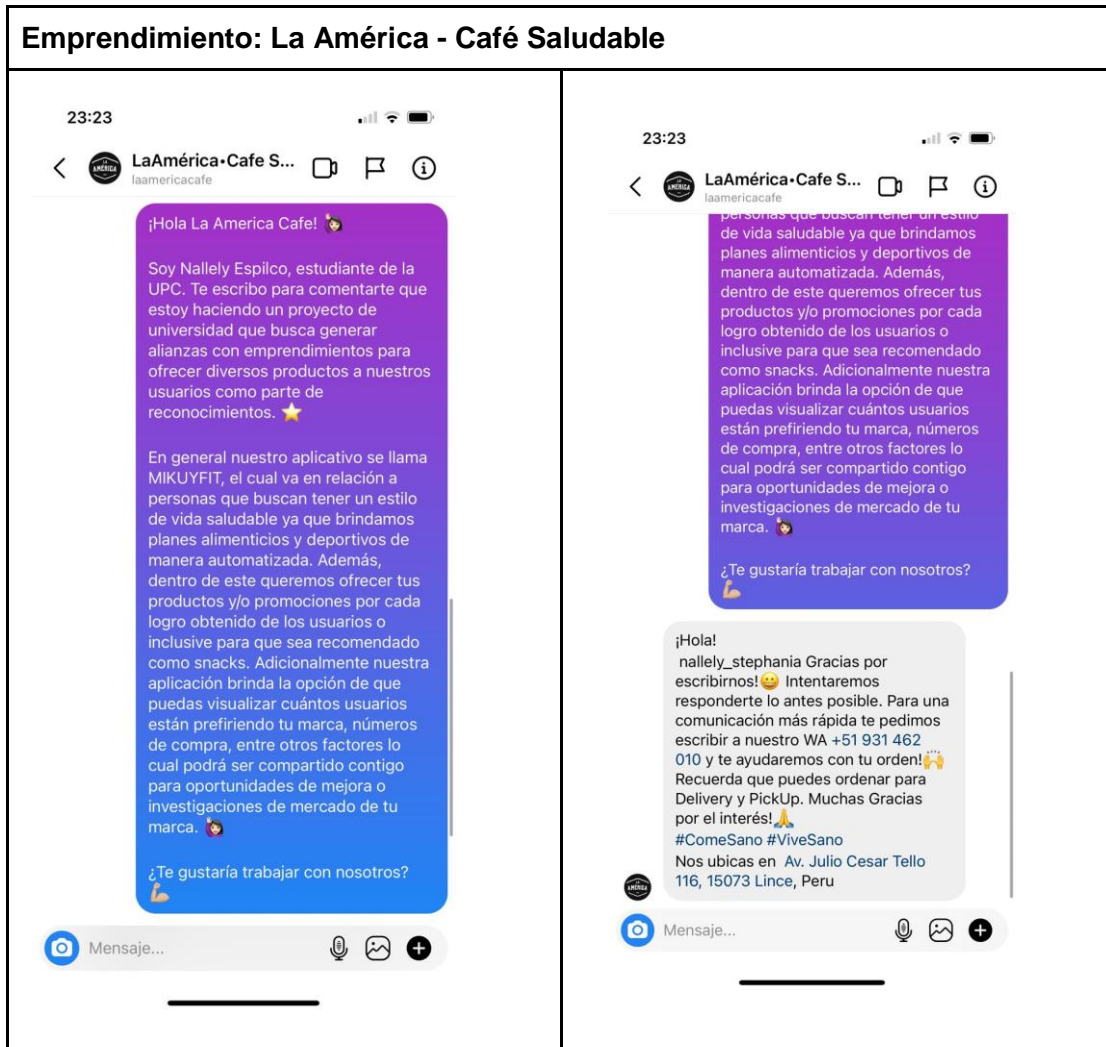 Emprendimiento: La América - Café Saludable
23:23
LaAmérica•Cafe S...
laamericacafe
¡Hola La America Cafe! 🙋🏻‍♀️
Soy Nallely Espilco, estudiante de la
UPC. Te escribo para comentarte que
estoy haciendo un proyecto de
universidad que busca generar
alianzas con emprendimientos para
ofrecer diversos productos a nuestros
usuarios como parte de
reconocimientos. ⭐
En general nuestro aplicativo se llama
MIKUYFIT, el cual va en relación a
personas que buscan tener un estilo
de vida saludable ya que brindamos
planes alimenticios y deportivos de
manera automatizada. Además,
dentro de este queremos ofrecer tus
productos y/o promociones por cada
logro obtenido de los usuarios o
inclusive para que sea recomendado
como snacks. Adicionalmente nuestra
aplicación brinda la opción de que
puedas visualizar cuántos usuarios
están prefiriendo tu marca, números
de compra, entre otros factores lo
cual podrá ser compartido contigo
para oportunidades de mejora o
investigaciones de mercado de tu
marca. 🙋🏻‍♀️
¿Te gustaría trabajar con nosotros?
💪🏼
Mensaje...
23:23
LaAmérica•Cafe S...
laamericacafe
personas que buscan tener un estilo
de vida saludable ya que brindamos
planes alimenticios y deportivos de
manera automatizada. Además,
dentro de este queremos ofrecer tus
productos y/o promociones por cada
logro obtenido de los usuarios o
inclusive para que sea recomendado
como snacks. Adicionalmente nuestra
aplicación brinda la opción de que
puedas visualizar cuántos usuarios
están prefiriendo tu marca, números
de compra, entre otros factores lo
cual podrá ser compartido contigo
para oportunidades de mejora o
investigaciones de mercado de tu
marca. 🙋🏻‍♀️
¿Te gustaría trabajar con nosotros?
💪🏼
¡Hola!
nallely_stephania Gracias por
escribirnos!😀 Intentaremos
responderte lo antes posible. Para una
comunicación más rápida te pedimos
escribir a nuestro WA +51 931 462
010 y te ayudaremos con tu orden!🙌
Recuerda que puedes ordenar para
Delivery y PickUp. Muchas Gracias
por el interés!🙏
#ComeSano #ViveSano
Nos ubicas en Av. Julio Cesar Tello
116, 15073 Lince, Peru
AMÉRICA
Mensaje...